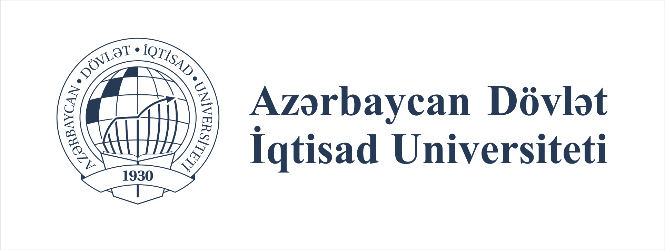 AZƏRBAYCAN • DÖVLƏT • İQTİSAD • UNİVERSİTETİ
1930
Azərbaycan Dövlət
İqtisad Universiteti